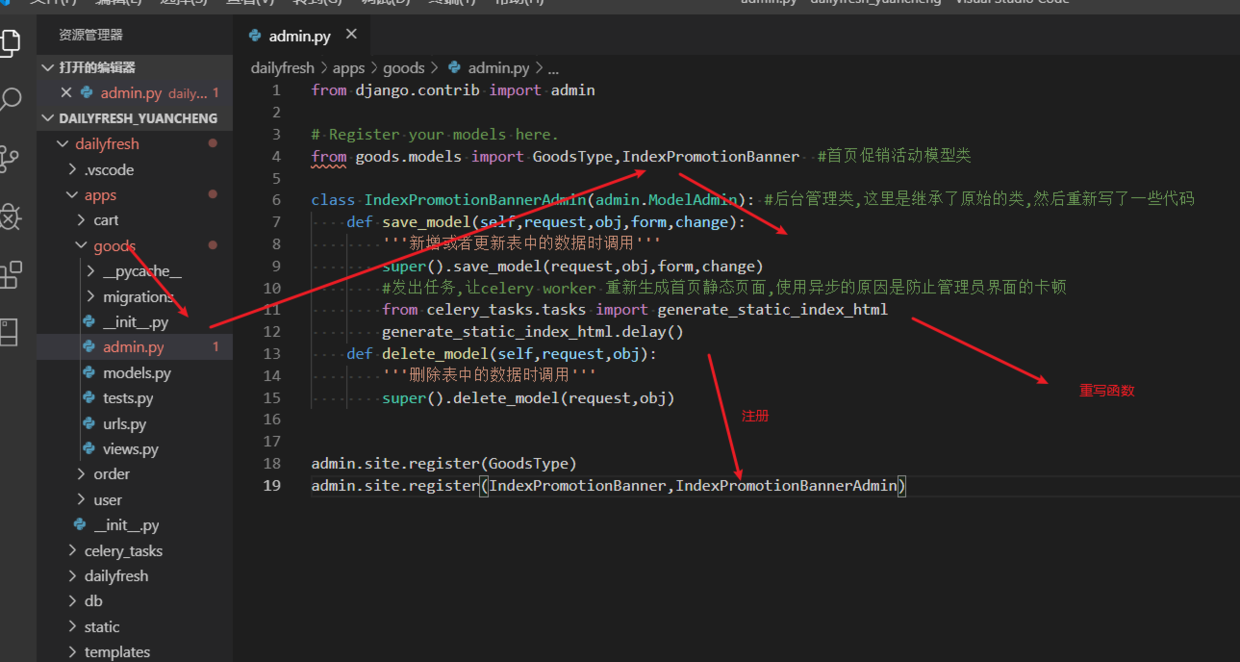 admin.py - dailyfresh_yuancheng - Visual Studio Code
资源管理器
打开的编辑器
admin.py daily... 1
DAILYFRESH_YUANCHENG
dailyfresh
.vscode
apps
cart
goods
__pycache__
migrations
__init__.py
admin.py 1
models.py
tests.py
urls.py
views.py
order
user
__init__.py
celery_tasks
dailyfresh
db
static
templates
admin.py
dailyfresh > apps > goods > admin.py > ...
1 from django.contrib import admin
2
3 # Register your models here.
4 from goods.models import GoodsType,IndexPromotionBanner #首页促销活动模型类
5
6 class IndexPromotionBannerAdmin(admin.ModelAdmin): #后台管理类,这里是继承了原始的类,然后重新写了一些代码
7 def save_model(self,request,obj,form,change):
8 '''新增或者更新表中的数据时调用'''
9 super().save_model(request,obj,form,change)
10 #发出任务,让celery worker 重新生成首页静态页面,使用异步的原因是防止管理员界面的卡顿
11 from celery_tasks.tasks import generate_static_index_html
12 generate_static_index_html.delay()
13 def delete_model(self,request,obj):
14 '''删除表中的数据时调用'''
15 super().delete_model(request,obj)
16
17
18 admin.site.register(GoodsType)
19 admin.site.register(IndexPromotionBanner,IndexPromotionBannerAdmin)
重写函数
注册